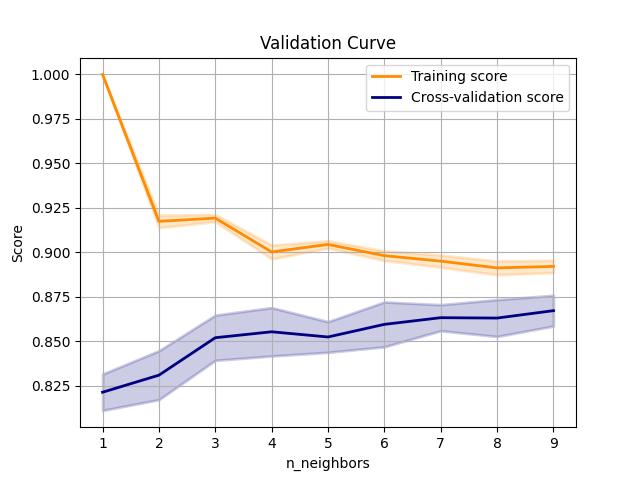 Validation Curve
Training score
Cross-validation score
1.000
0.975
0.950
0.925
0.900
0.875
0.850
0.825
Score
1 2 3 4 5 6 7 8 9
n_neighbors